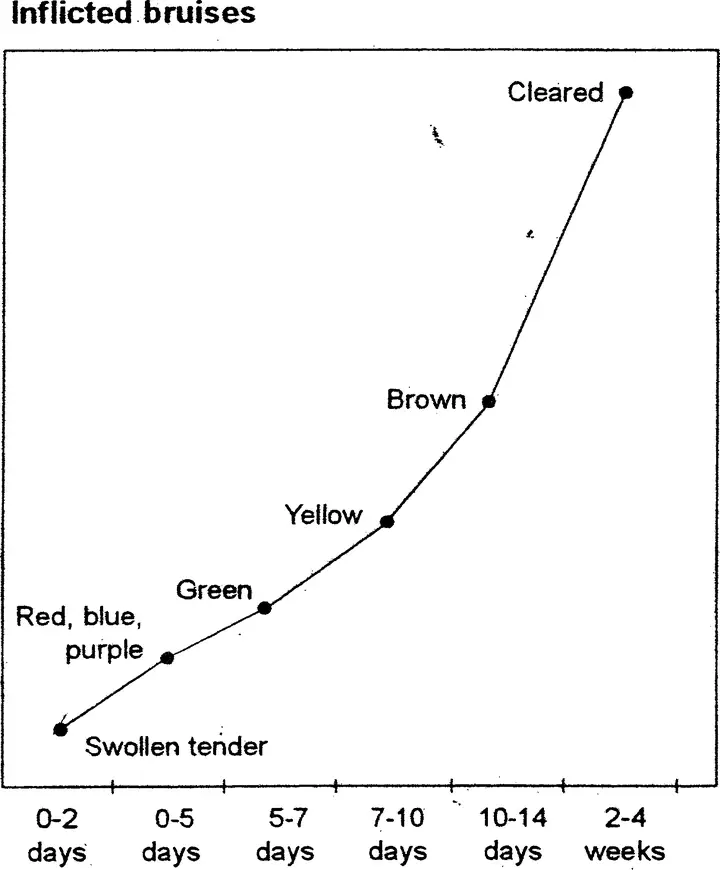 Inflicted bruises
Cleared
Brown
Yellow
Green
Red, blue,
purple
Swollen tender
0-2 0-5 5-7 7-10 10-14 2-4
days days days days days weeks